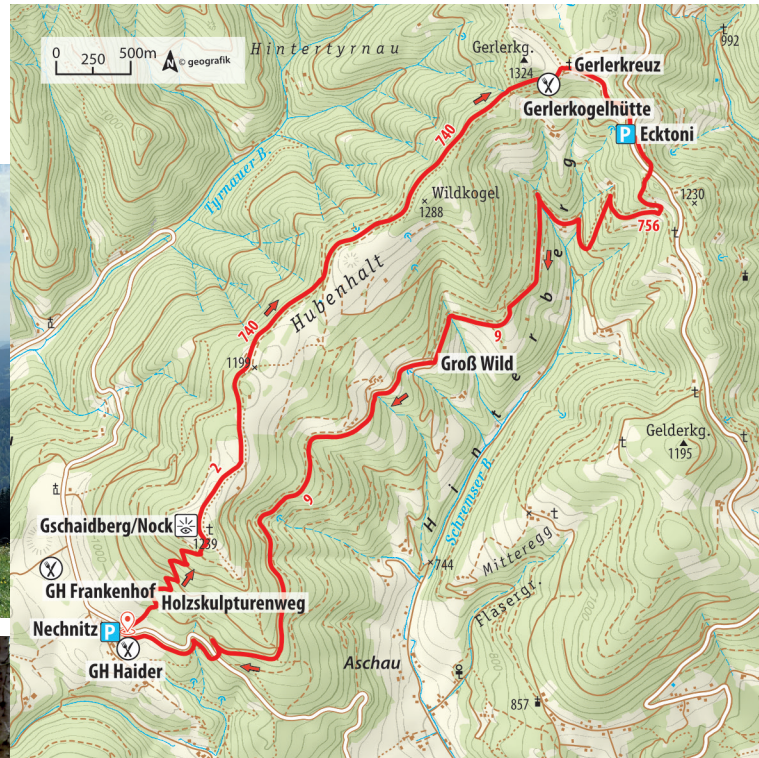 Hintertyrnau
992
0 250 500m
N © geografik
Gerlerkg.
1324
Gerlerkreuz
Gerlerkogelhütte
P Ecktoni
740
Tyrnauer B.
Wildkogel
1288
1230
756
Hubenhalt
740
9
1199
Groß Wild
Hinterberg
Gelderkg.
1195
2
9
Schremser B.
Gschaidberg/Nock
1239
Mitteregg
744
1000
GH Frankenhof
Holzskulpturenweg
Flasergr.
Nechnitz P
GH Haider
Aschau
800
857